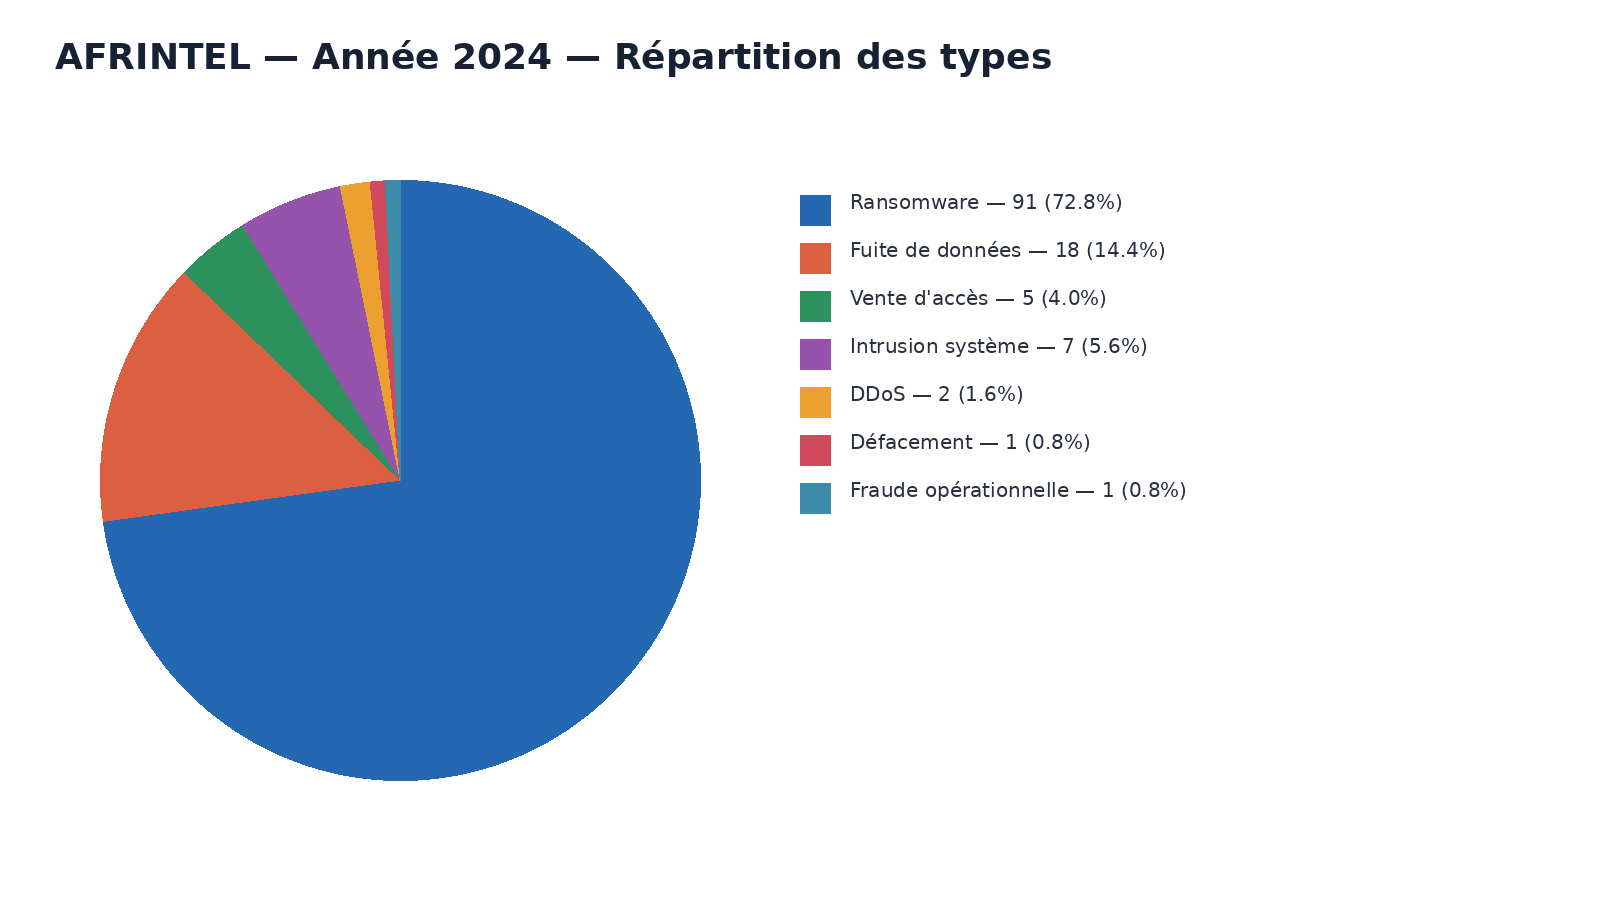 AFRINTEL — Année 2024 — Répartition des types
Ransomware — 91 (72.8%)
Fuite de données — 18 (14.4%)
Vente d'accès — 5 (4.0%)
Intrusion système — 7 (5.6%)
DDoS — 2 (1.6%)
Défacement — 1 (0.8%)
Fraude opérationnelle — 1 (0.8%)